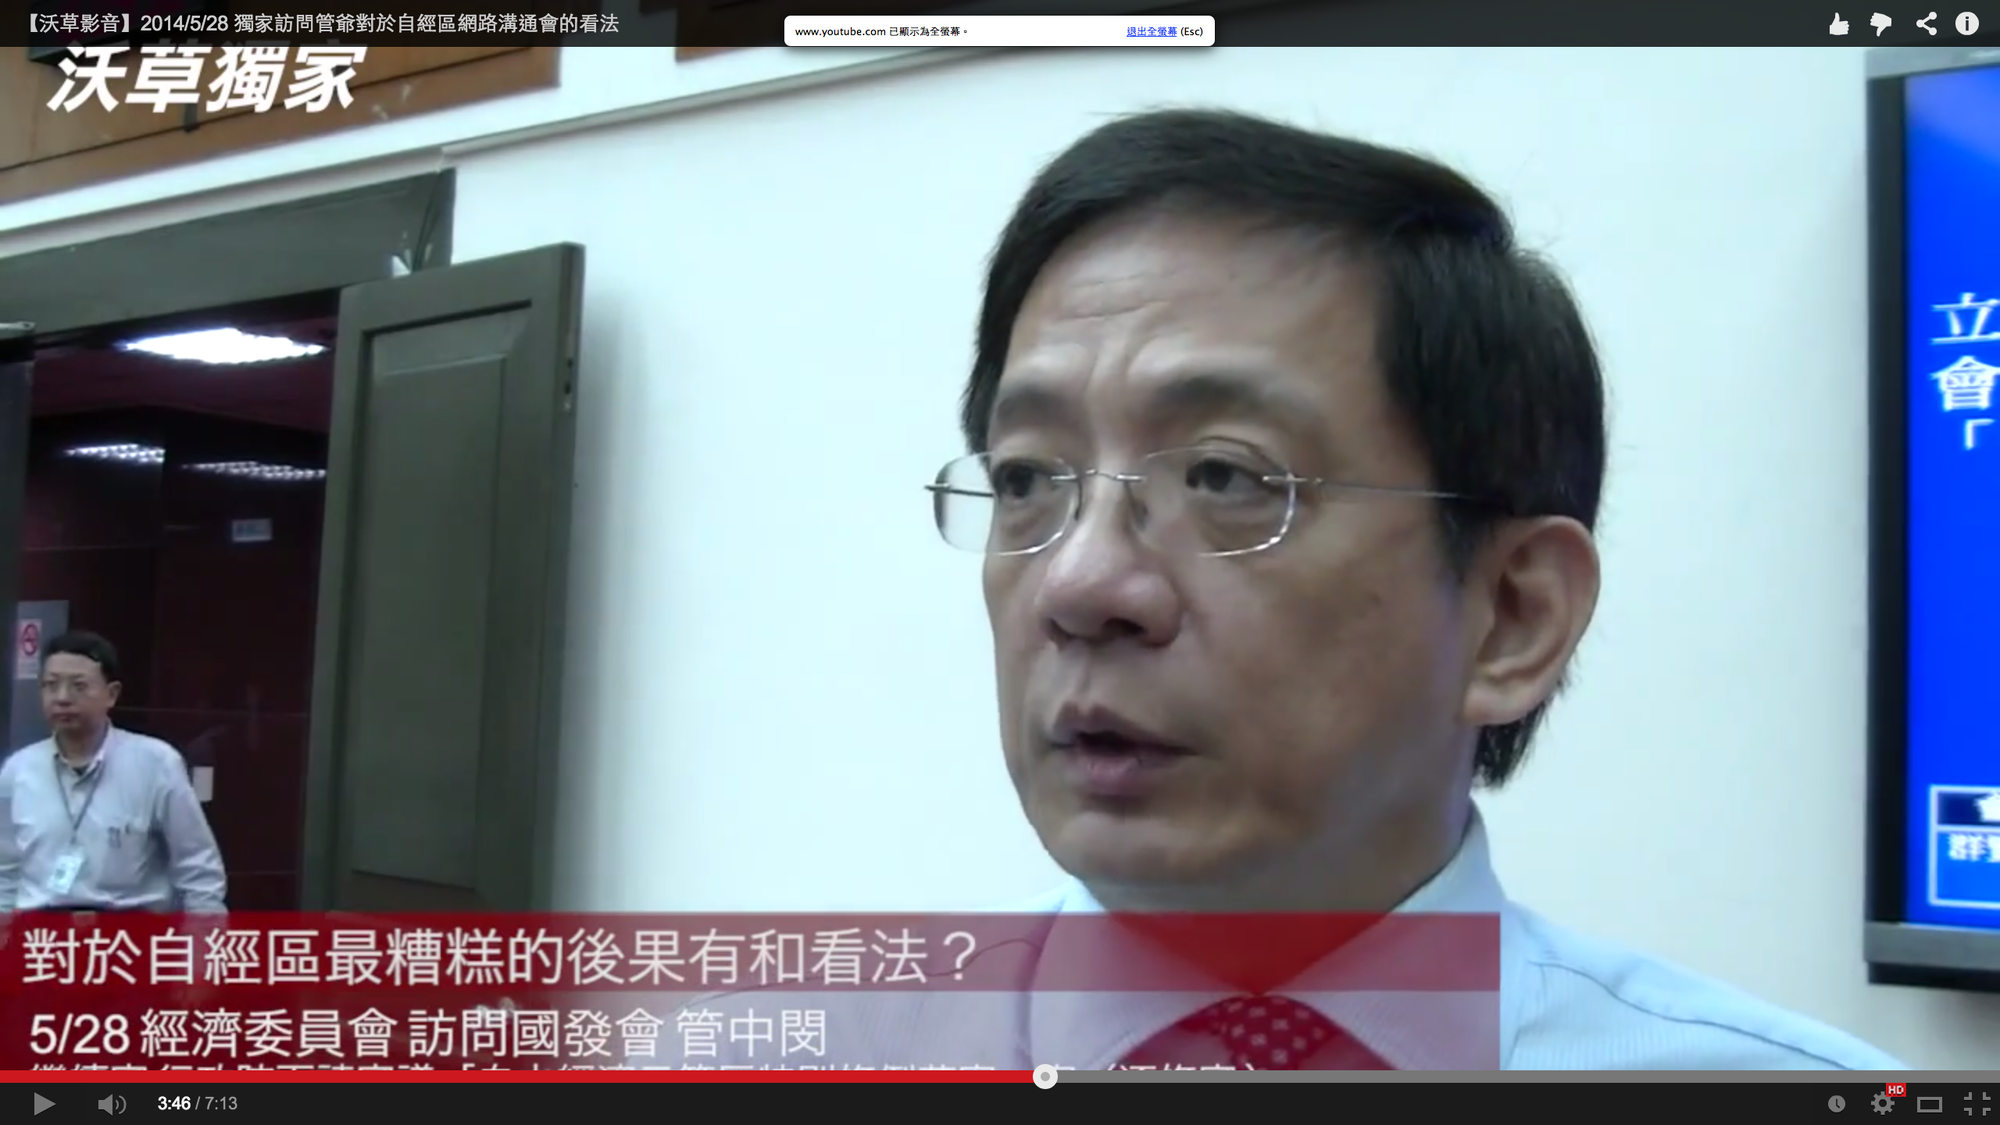 【沃草影音】2014/5/28 獨家訪問管爺對於自經區網路溝通會的看法
www.youtube.com 已顯示為全螢幕。
退出全螢幕 (Esc)
沃草獨家
立
會
「
對於自經區最糟糕的後果有和看法？
5/28 經濟委員會 訪問國發會 管中閔
3:46 / 7:13
HD